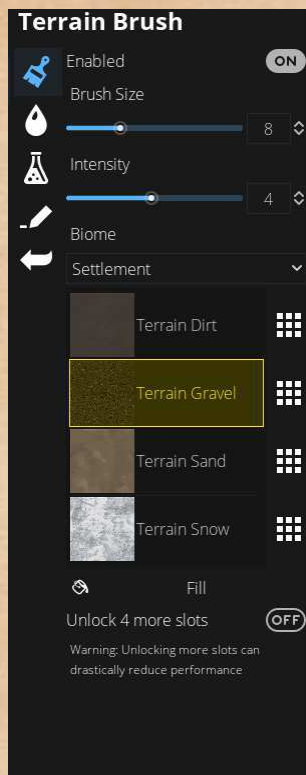 Terrain Brush
Enabled
ON
Brush Size
8
Intensity
4
Biome
Settlement
Terrain Dirt
Terrain Gravel
Terrain Sand
Terrain Snow
Fill
Unlock 4 more slots
OFF
Warning: Unlocking more slots can
drastically reduce performance